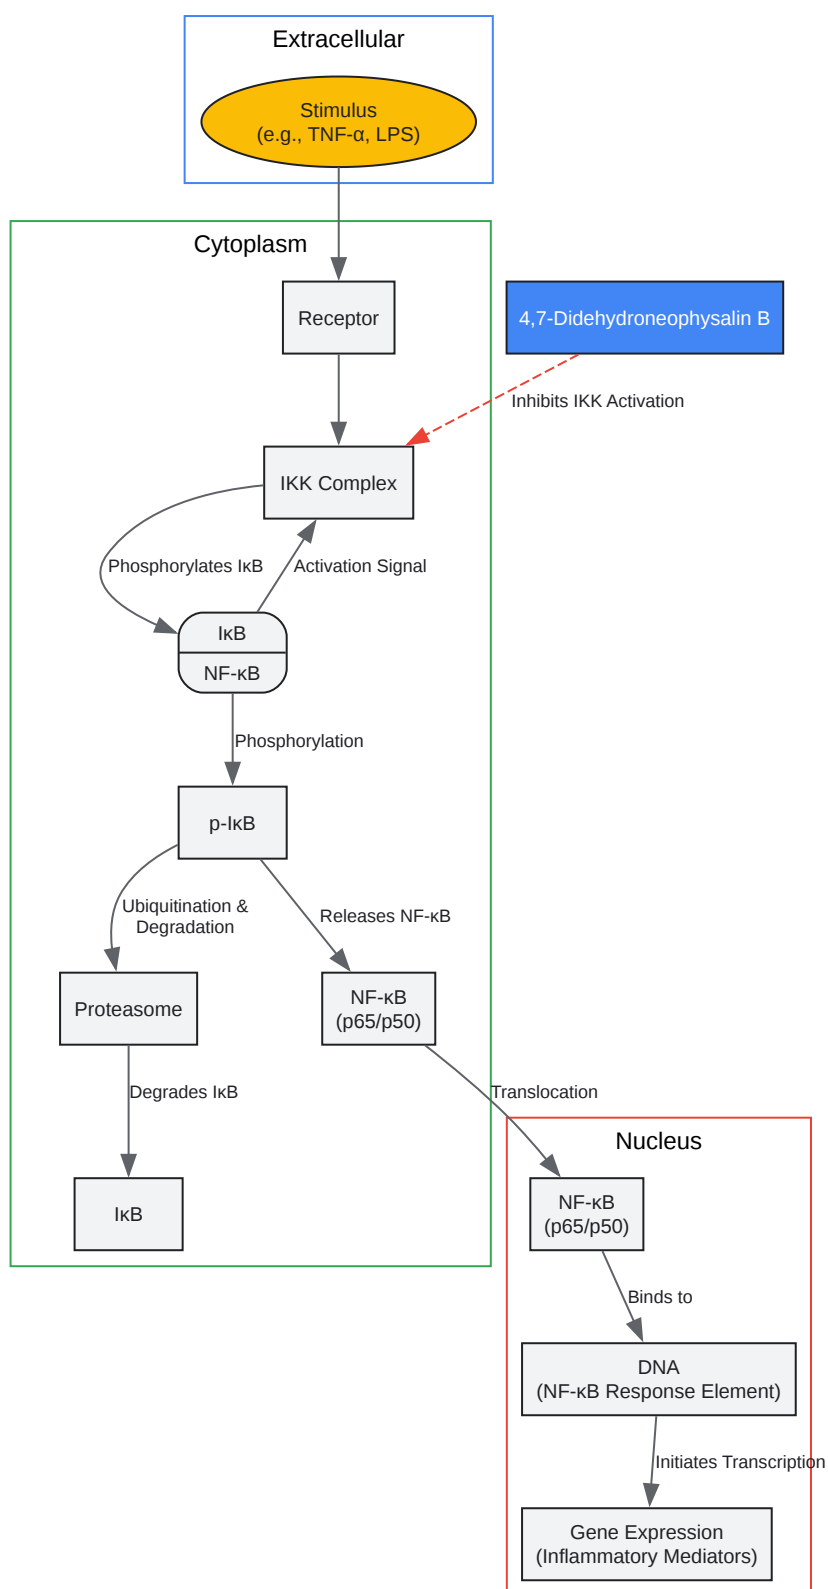 Extracellular
Stimulus
(e.g., TNF-α, LPS)
Cytoplasm
Receptor
4,7-Didehydroneophysalin B
Inhibits IKK Activation
IKK Complex
Phosphorylates IκB
Activation Signal
IκB
NF-κB
Phosphorylation
p-IκB
Ubiquitination &
Degradation
Releases NF-κB
Proteasome
NF-κB
(p65/p50)
Degrades IκB
Translocation
Nucleus
IκB
NF-κB
(p65/p50)
Binds to
DNA
(NF-κB Response Element)
Initiates Transcription
Gene Expression
(Inflammatory Mediators)